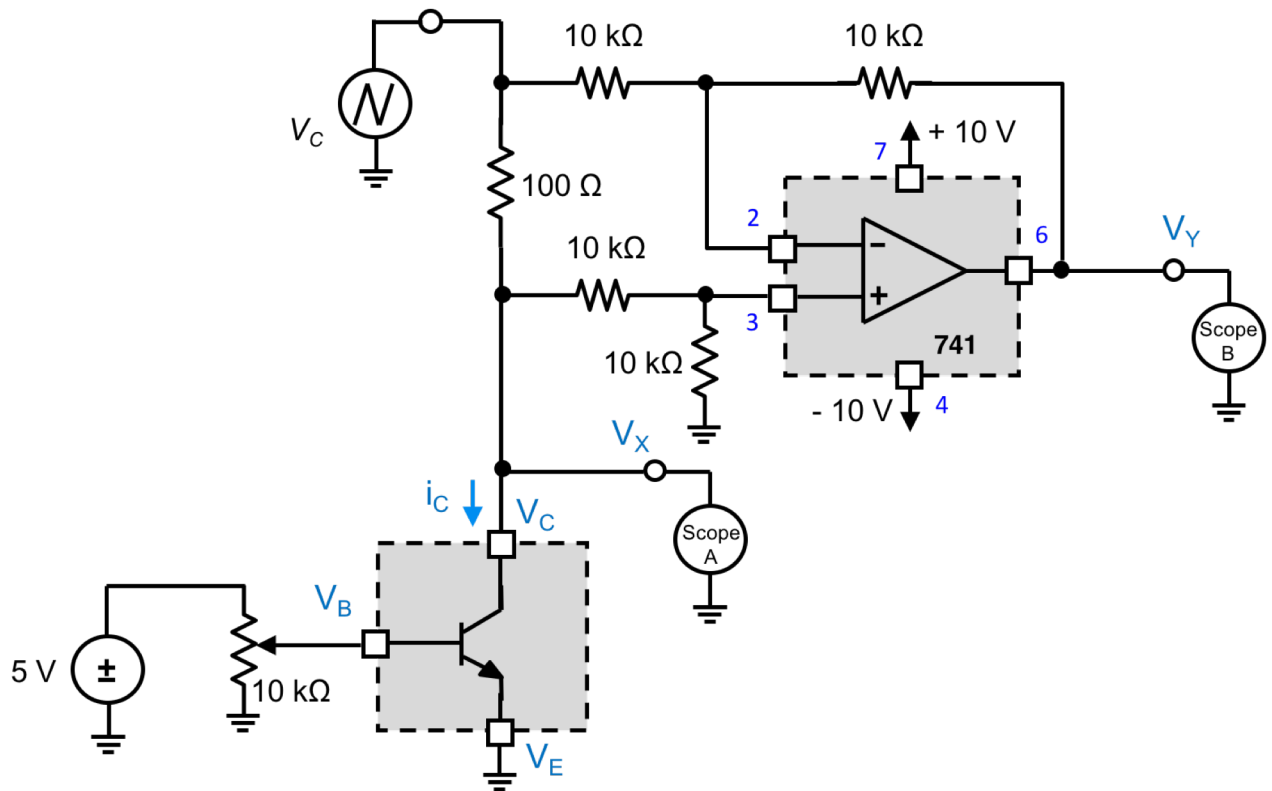 10 kΩ
10 kΩ
V_C
+ 10 V
7
100 Ω
2
6
V_Y
10 kΩ
−
+
3
741
Scope
B
10 kΩ
- 10 V
4
V_X
i_C
V_C
Scope
A
V_B
5 V
±
10 kΩ
V_E